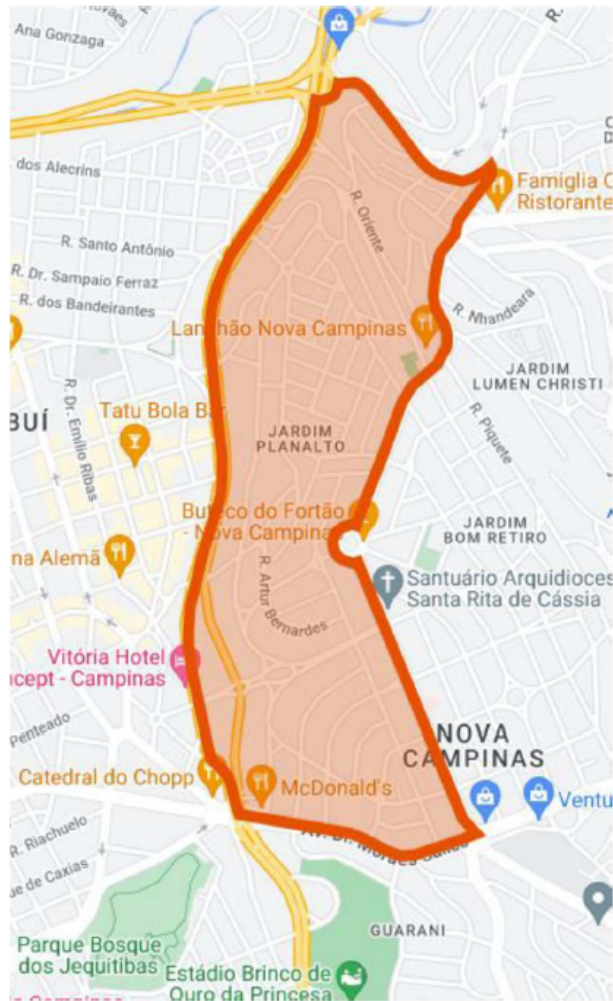 Ana Gonzaga
R.
dos Alecrins
Famiglia
Ristorante
R. Oriente
R. Santo Antônio
R. Dr. Sampaio Ferraz
R. dos Bandeirantes
R. Nhandeara
Lanchão Nova Campinas
JARDIM
LUMEN CHRISTI
R. Dr. Emílio Ribas
Tatu Bola Bar
BUÍ
JARDIM
PLANALTO
R. Piquete
Buteco do Fortão
- Nova Campinas
JARDIM
BOM RETIRO
na Alemã
R. Artur Bernardes
Santuário Arquidioces
Santa Rita de Cássia
Vitória Hotel
ncept - Campinas
Penteado
NOVA
CAMPINAS
Catedral do Chopp
McDonald's
Ventu
R. Riachuelo
Av. Dr. Moraes Salles
ue de Caxias
GUARANI
Parque Bosque
dos Jequitibas
Estádio Brinco de
Ouro da Princesa